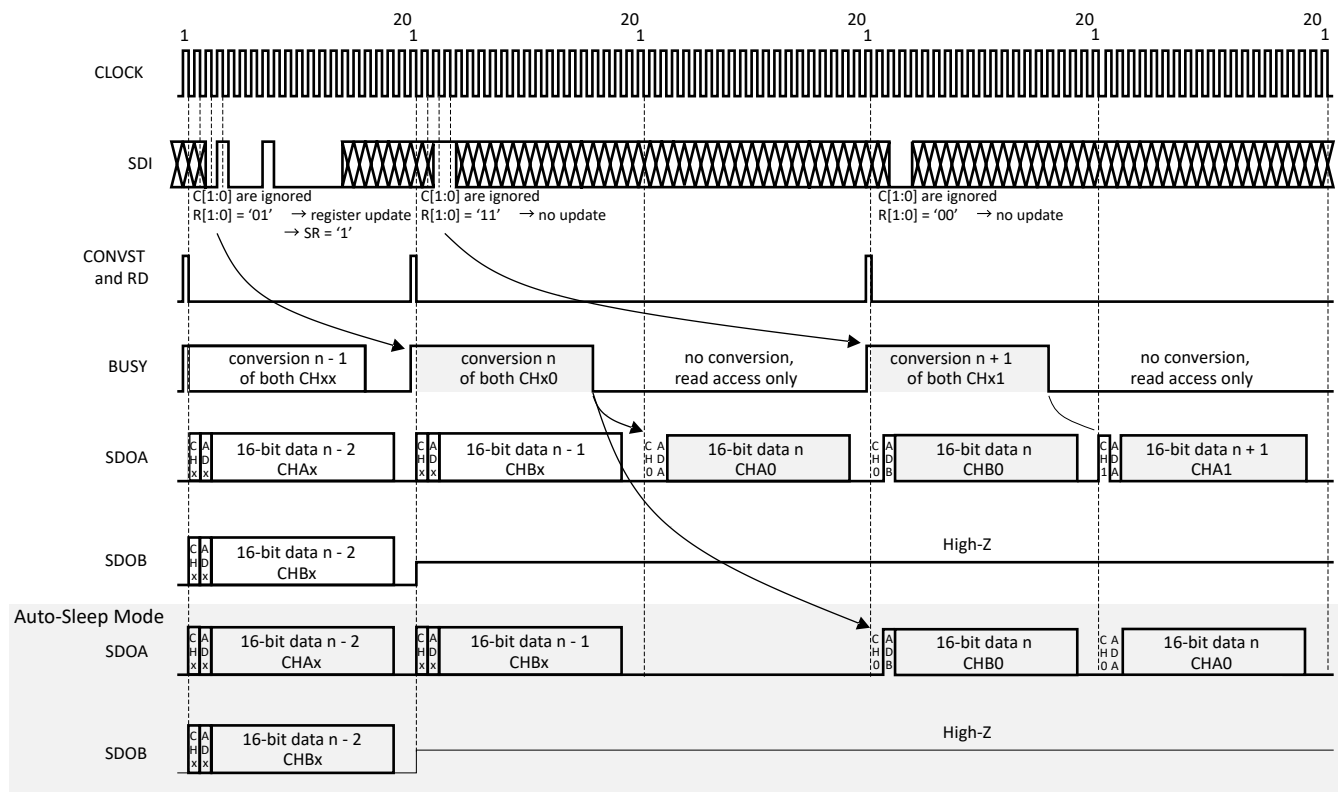 20 20 20 20 20
1 1 1 1 1 1
CLOCK
SDI
C[1:0] are ignored
R[1:0] = ‘01’ → register update
→ SR = ‘1’
C[1:0] are ignored
R[1:0] = ‘11’ → no update
C[1:0] are ignored
R[1:0] = ‘00’ → no update
CONVST
and RD
BUSY
conversion n - 1
of both CHxx
conversion n
of both CHx0
no conversion,
read access only
conversion n + 1
of both CHx1
no conversion,
read access only
SDOA
CHx
ADx
16-bit data n - 2
CHAx
CHx
ADx
16-bit data n - 1
CHBx
CH0
ADA
16-bit data n
CHA0
CH0
ADB
16-bit data n
CHB0
CH1
ADA
16-bit data n + 1
CHA1
SDOB
CHx
ADx
16-bit data n - 2
CHBx
High-Z
Auto-Sleep Mode
SDOA
CHx
ADx
16-bit data n - 2
CHAx
CHx
ADx
16-bit data n - 1
CHBx
CH0
ADB
16-bit data n
CHB0
CH0
ADA
16-bit data n
CHA0
SDOB
CHx
ADx
16-bit data n - 2
CHBx
High-Z